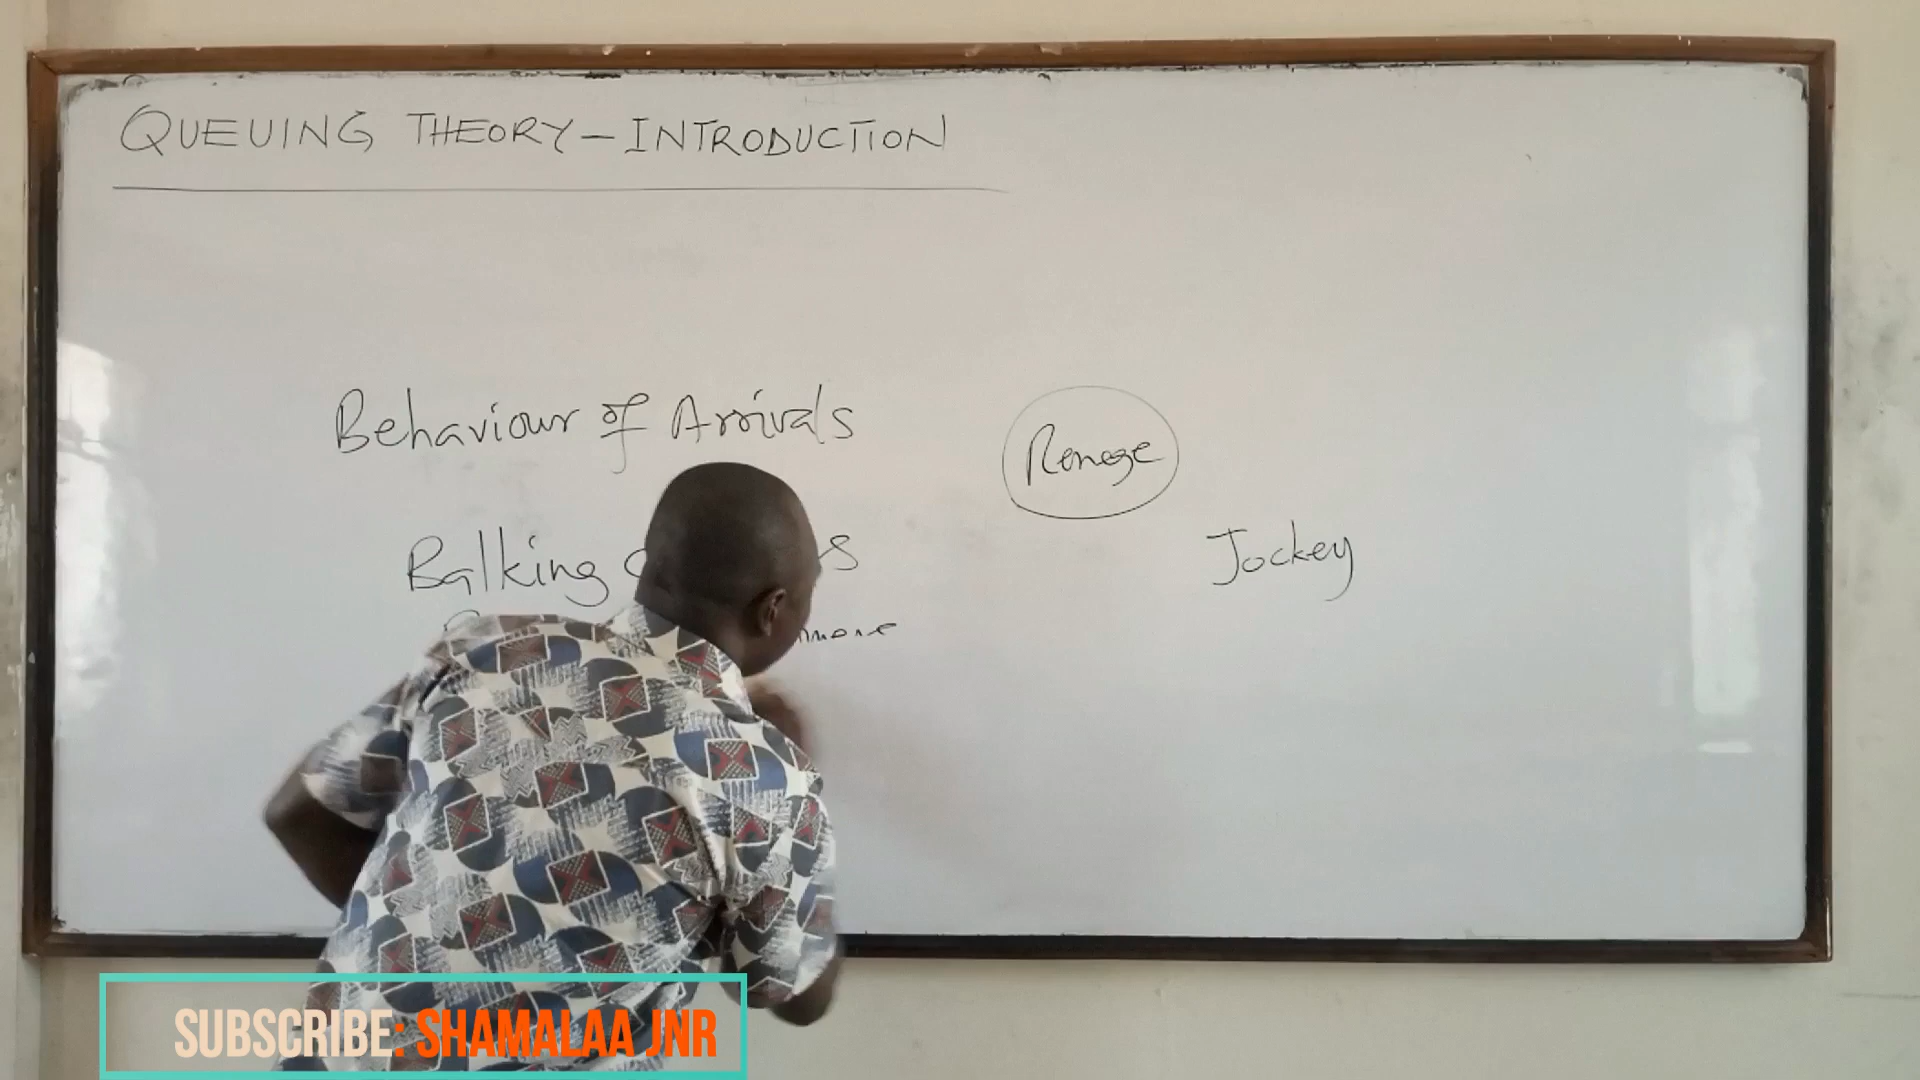 QUEUING THEORY - INTRODUCTION
Behaviour of Arrivals
Renege
Balking
Jockey
SUBSCRIBE: SHAMALAA JNR